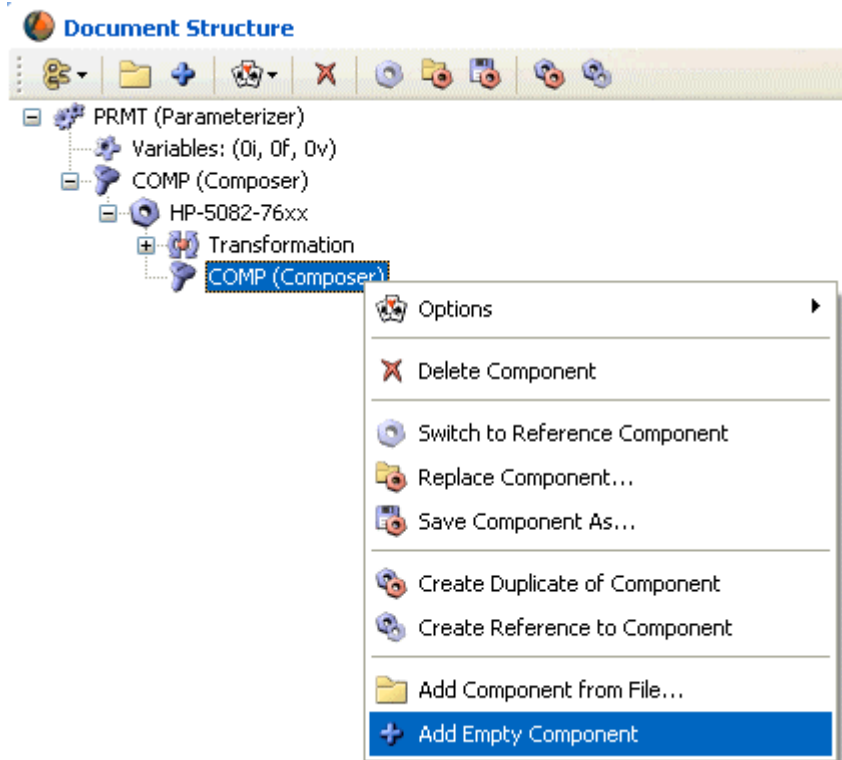 Document Structure
PRMT (Parameterizer)
Variables: (0i, 0f, 0v)
COMP (Composer)
HP-5082-76xx
Transformation
COMP (Composer)
Options
Delete Component
Switch to Reference Component
Replace Component...
Save Component As...
Create Duplicate of Component
Create Reference to Component
Add Component from File...
Add Empty Component